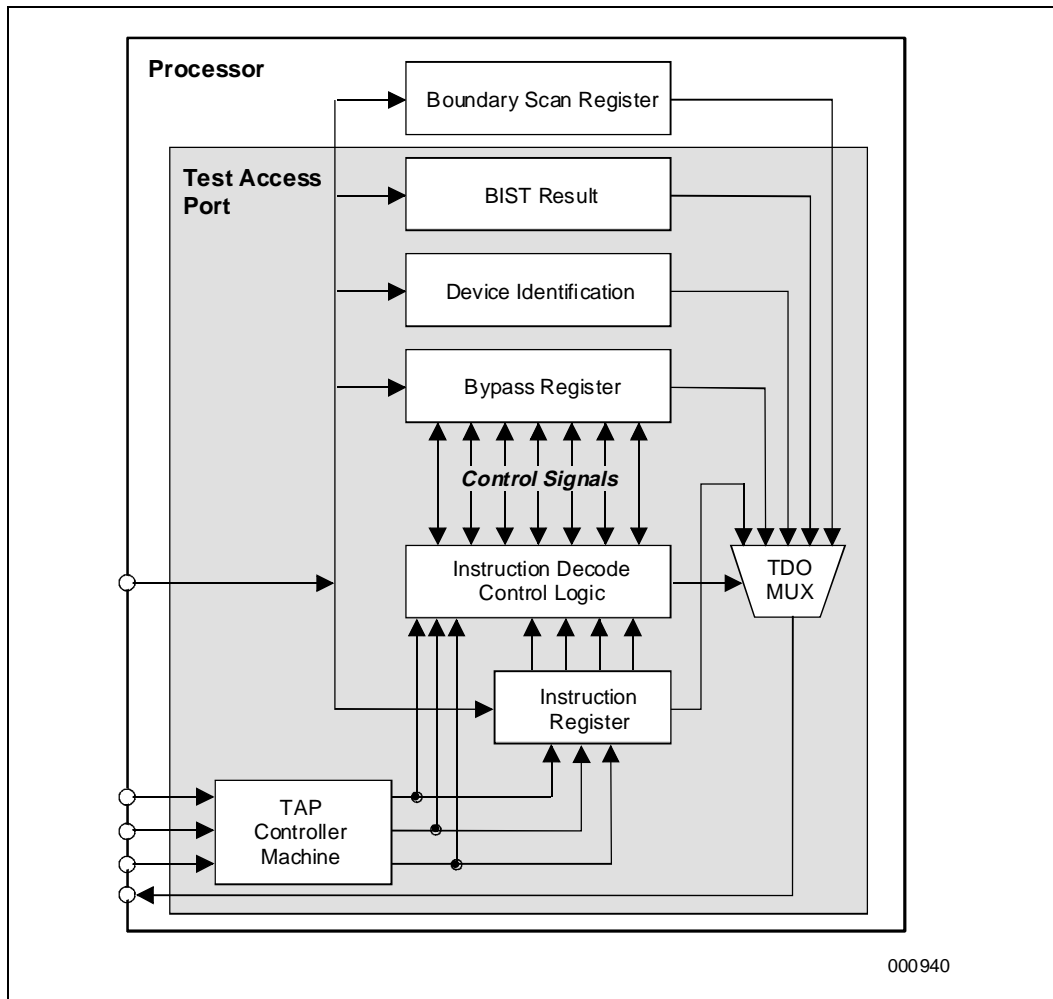 Processor
Boundary Scan Register
Test Access
Port
BIST Result
Device Identification
Bypass Register
Control Signals
Instruction Decode
Control Logic
TDO
MUX
Instruction
Register
TAP
Controller
Machine
000940